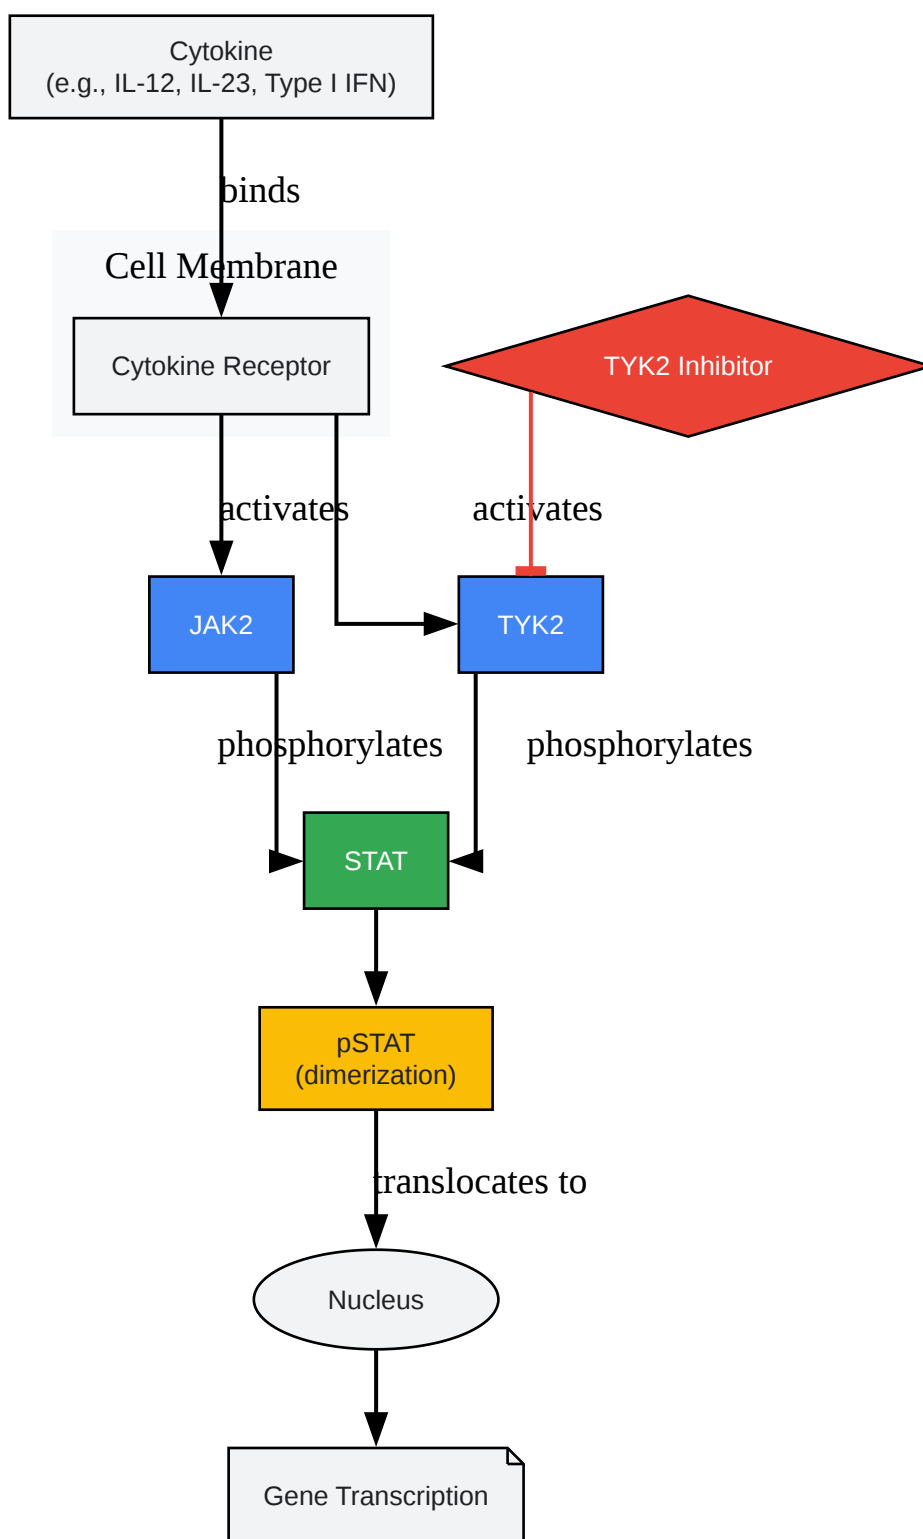 Cytokine
(e.g., IL-12, IL-23, Type I IFN)
binds
Cell Membrane
Cytokine Receptor
TYK2 Inhibitor
activates
activates
JAK2
TYK2
phosphorylates
phosphorylates
STAT
pSTAT
(dimerization)
translocates to
Nucleus
Gene Transcription